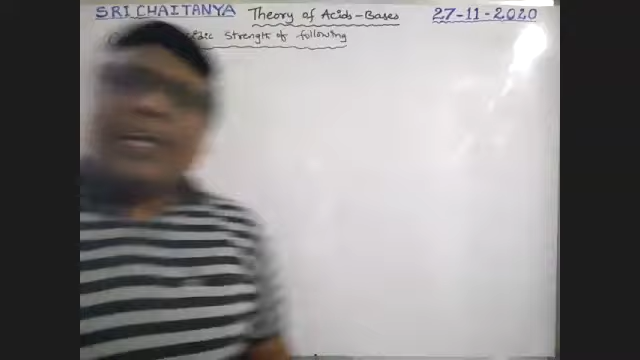 SRI CHAITANYA Theory of Acids-Bases 27-11-2020
Strength of following